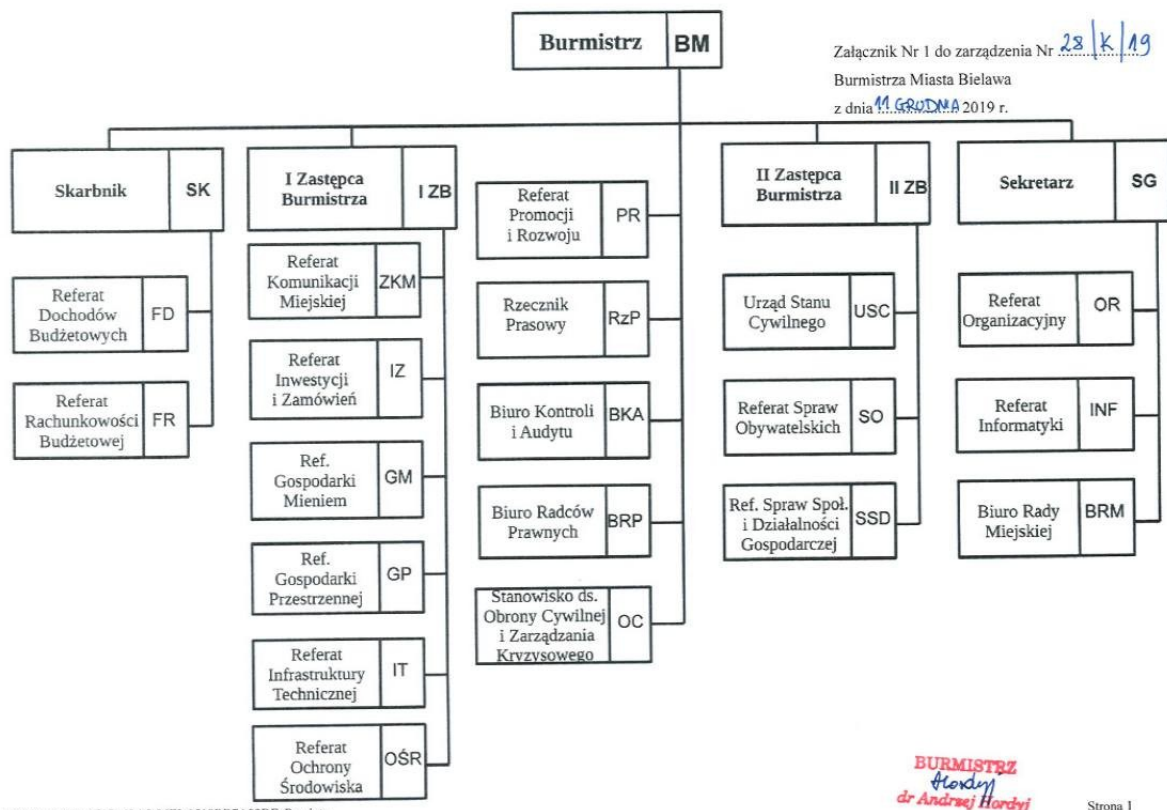 Burmistrz BM
Załącznik Nr 1 do zarządzenia Nr 28/K/19
Burmistrza Miasta Bielawa
z dnia 11 GRUDNIA 2019 r.
Skarbnik SK
Referat
Dochodów
Budżetowych
FD
Referat
Rachunkowości
Budżetowej
FR
I Zastępca
Burmistrza
I ZB
Referat
Komunikacji
Miejskiej
ZKM
Referat
Inwestycji
i Zamówień
IZ
Ref.
Gospodarki
Mieniem
GM
Ref.
Gospodarki
Przestrzennej
GP
Referat
Infrastruktury
Technicznej
IT
Referat
Ochrony
Środowiska
OŚR
Referat
Promocji
i Rozwoju
PR
Rzecznik
Prasowy
RzP
Biuro Kontroli
i Audytu
BKA
Biuro Radców
Prawnych
BRP
Stanowisko ds.
Obrony Cywilnej
i Zarządzania
Kryzysowego
OC
II Zastępca
Burmistrza
II ZB
Urząd Stanu
Cywilnego
USC
Referat Spraw
Obywatelskich
SO
Ref. Spraw Społ.
i Działalności
Gospodarczej
SSD
Sekretarz SG
Referat
Organizacyjny
OR
Referat
Informatyki
INF
Biuro Rady
Miejskiej
BRM
BURMISTRZ
dr Andrzej Hordyj
Strona 1